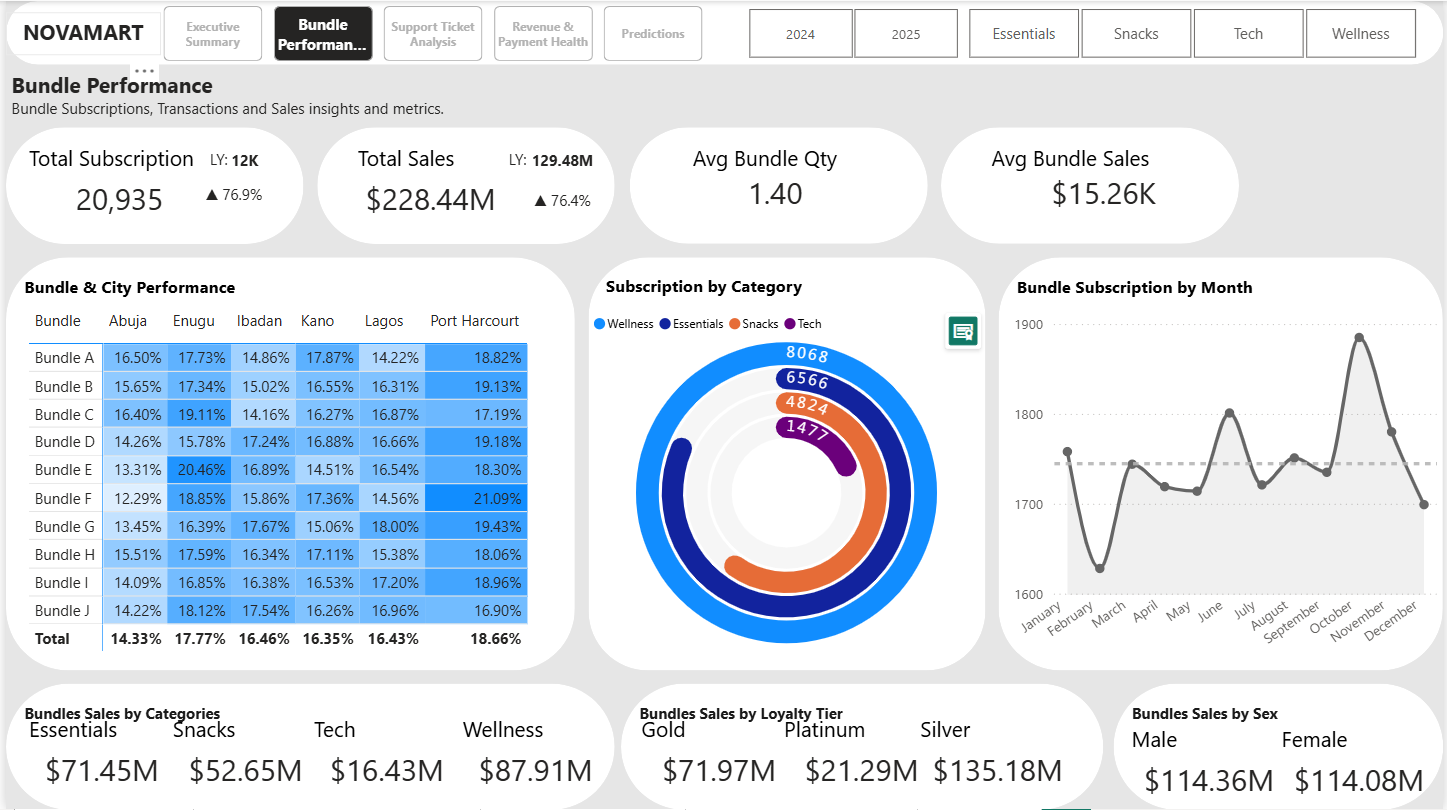 NOVAMART
Executive Summary
Bundle Performan...
Support Ticket Analysis
Revenue & Payment Health
Predictions
2024
2025
Essentials
Snacks
Tech
Wellness
Bundle Performance
Bundle Subscriptions, Transactions and Sales insights and metrics.
Total Subscription LY: 12K
20,935 ▲ 76.9%
Total Sales LY: 129.48M
$228.44M ▲ 76.4%
Avg Bundle Qty
1.40
Avg Bundle Sales
$15.26K
Bundle & City Performance
Bundle Abuja Enugu Ibadan Kano Lagos Port Harcourt
Bundle A 16.50% 17.73% 14.86% 17.87% 14.22% 18.82%
Bundle B 15.65% 17.34% 15.02% 16.55% 16.31% 19.13%
Bundle C 16.40% 19.11% 14.16% 16.27% 16.87% 17.19%
Bundle D 14.26% 15.78% 17.24% 16.88% 16.66% 19.18%
Bundle E 13.31% 20.46% 16.89% 14.51% 16.54% 18.30%
Bundle F 12.29% 18.85% 15.86% 17.36% 14.56% 21.09%
Bundle G 13.45% 16.39% 17.67% 15.06% 18.00% 19.43%
Bundle H 15.51% 17.59% 16.34% 17.11% 15.38% 18.06%
Bundle I 14.09% 16.85% 16.38% 16.53% 17.20% 18.96%
Bundle J 14.22% 18.12% 17.54% 16.26% 16.96% 16.90%
Total 14.33% 17.77% 16.46% 16.35% 16.43% 18.66%
Subscription by Category
Wellness Essentials Snacks Tech
8068
6566
4824
1477
Bundle Subscription by Month
1900
1800
1700
1600
January February March April May June July August September October November December
Bundles Sales by Categories
Essentials Snacks Tech Wellness
$71.45M $52.65M $16.43M $87.91M
Bundles Sales by Loyalty Tier
Gold Platinum Silver
$71.97M $21.29M $135.18M
Bundles Sales by Sex
Male Female
$114.36M $114.08M